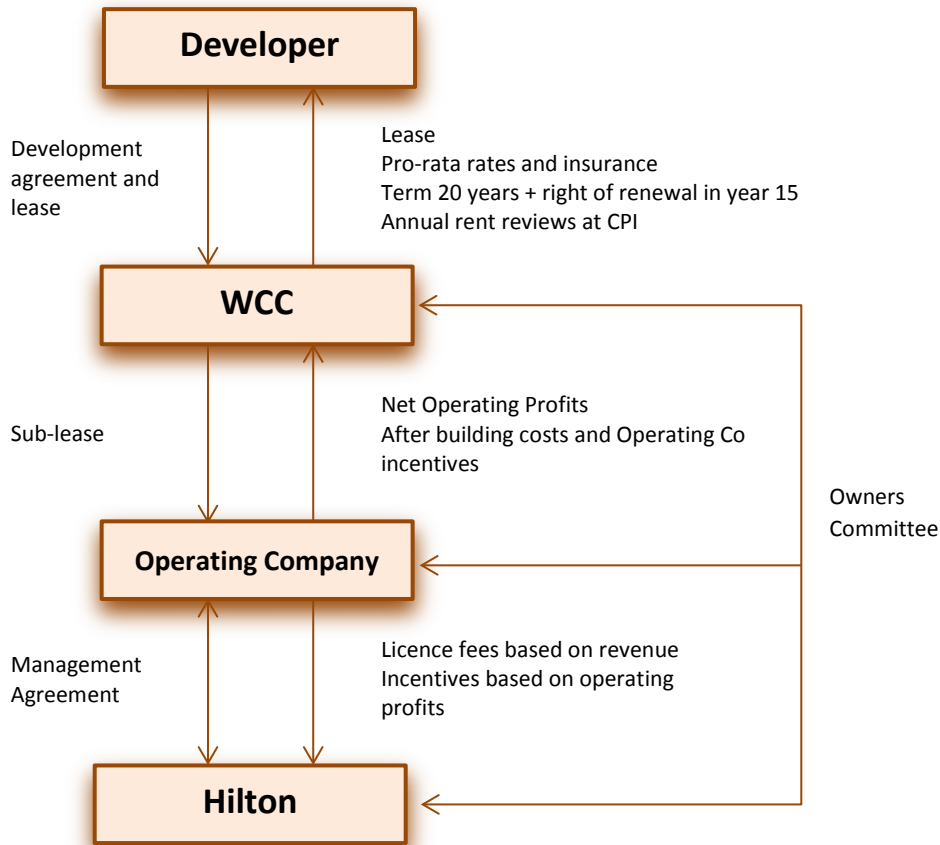 Developer
Development
agreement and
lease
Lease
Pro-rata rates and insurance
Term 20 years + right of renewal in year 15
Annual rent reviews at CPI
WCC
Sub-lease
Net Operating Profits
After building costs and Operating Co
incentives
Owners
Committee
Operating Company
Management
Agreement
Licence fees based on revenue
Incentives based on operating
profits
Hilton